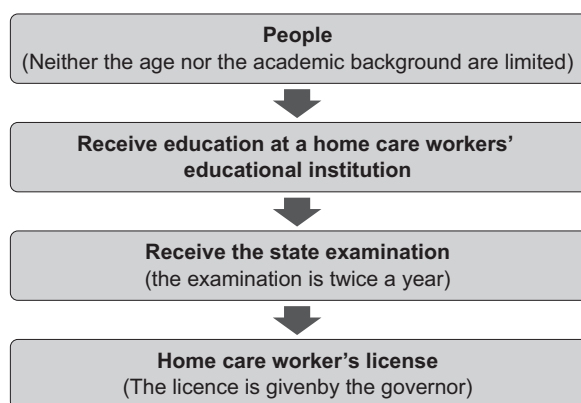 People
(Neither the age nor the academic background are limited)
Receive education at a home care workers’
educational institution
Receive the state examination
(the examination is twice a year)
Home care worker’s license
(The licence is givenby the governor)